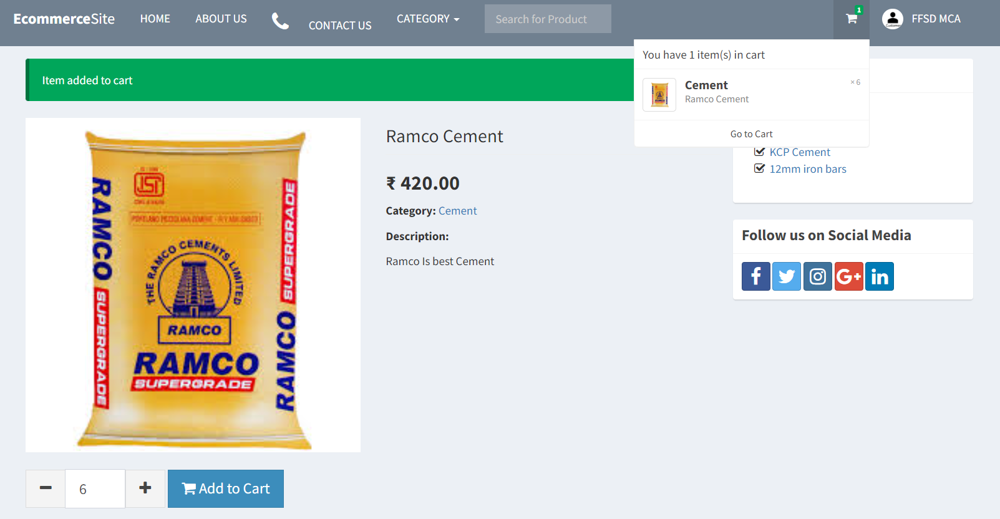 EcommerceSite
HOME
ABOUT US
CONTACT US
CATEGORY
Search for Product
1
FFSD MCA
You have 1 item(s) in cart
Cement
× 6
Ramco Cement
Go to Cart
Item added to cart
KCP Cement
12mm iron bars
Follow us on Social Media
Ramco Cement
₹ 420.00
Category: Cement
Description:
Ramco Is best Cement
RAMCO SUPERGRADE
THE RAMCO CEMENTS LIMITED
RAMCO
RAMCO
SUPERGRADE
RAMCO SUPERGRADE
6
Add to Cart